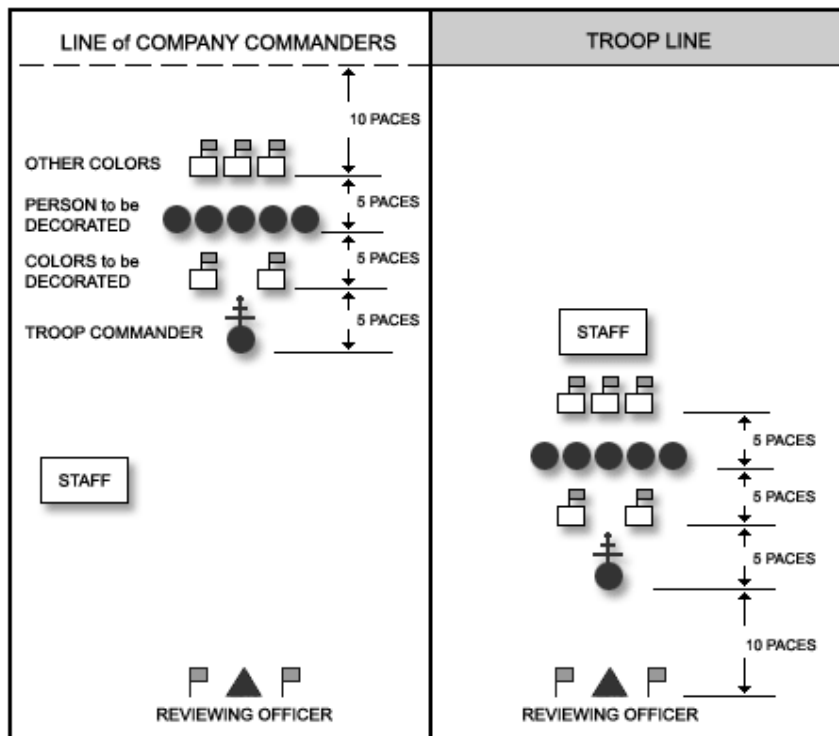 LINE of COMPANY COMMANDERS
10 PACES
OTHER COLORS
5 PACES
PERSON to be
DECORATED
5 PACES
COLORS to be
DECORATED
5 PACES
TROOP COMMANDER
STAFF
REVIEWING OFFICER
TROOP LINE
STAFF
5 PACES
5 PACES
5 PACES
10 PACES
REVIEWING OFFICER